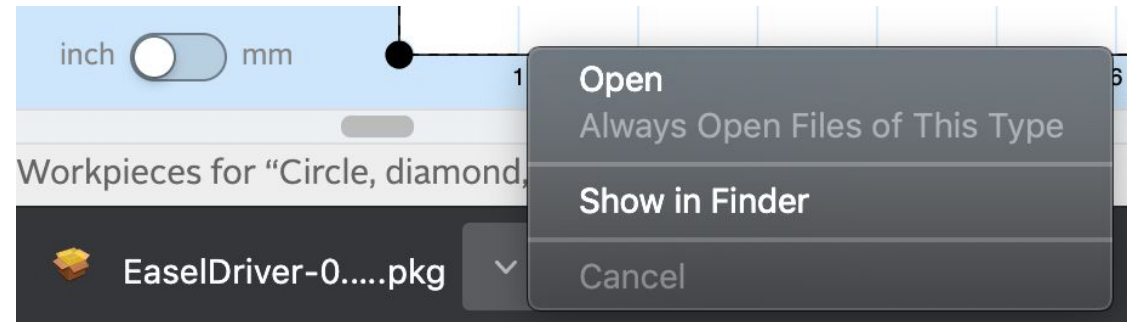 inch mm
1 6
Open
Always Open Files of This Type
Workpieces for “Circle, diamond,
Show in Finder
EaselDriver-0.....pkg
Cancel